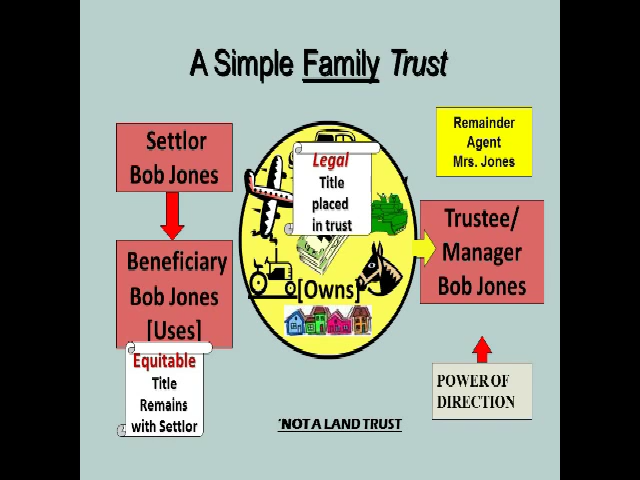 A Simple Family Trust
Settlor
Bob Jones
Beneficiary
Bob Jones
[Uses]
Equitable
Title
Remains
with Settlor
Legal
Title
placed
in trust
[Owns]
Remainder
Agent
Mrs. Jones
Trustee/
Manager
Bob Jones
POWER OF
DIRECTION
*NOT A LAND TRUST